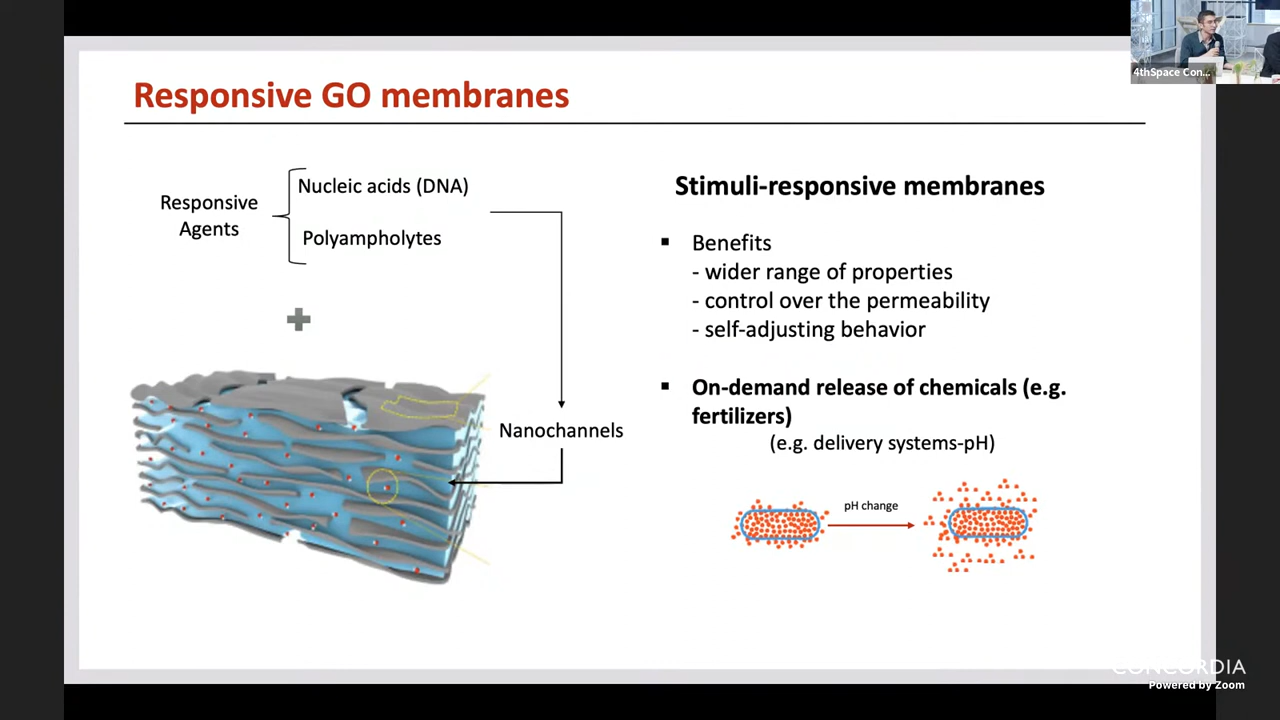 4thSpace Con...
Responsive GO membranes
Responsive
Agents
Nucleic acids (DNA)
Polyampholytes
Nanochannels
Stimuli-responsive membranes
▪ Benefits
- wider range of properties
- control over the permeability
- self-adjusting behavior
▪ On-demand release of chemicals (e.g.
fertilizers)
(e.g. delivery systems-pH)
pH change
CONCORDIA
Powered by Zoom